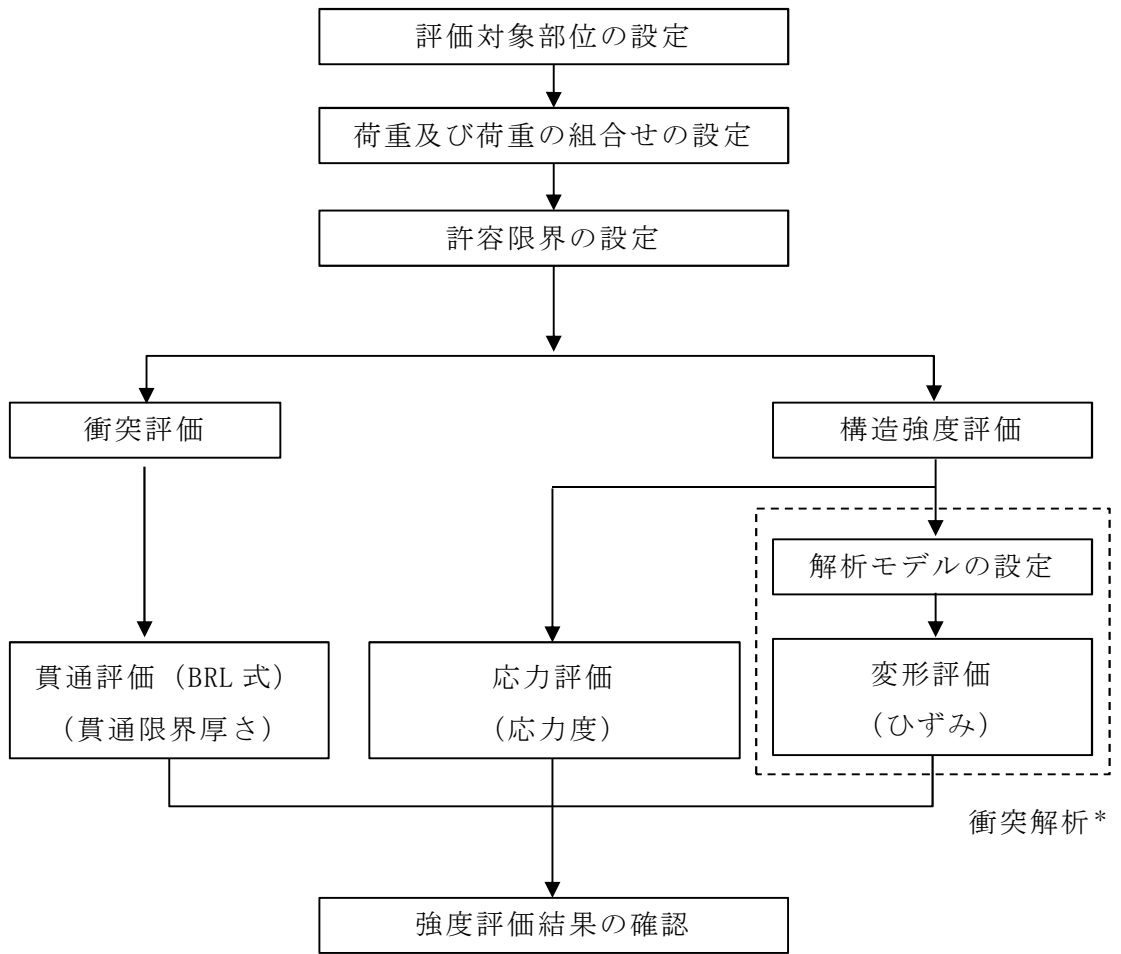 評価対象部位の設定
荷重及び荷重の組合せの設定
許容限界の設定
衝突評価
構造強度評価
解析モデルの設定
貫通評価（BRL 式）
（貫通限界厚さ）
応力評価
（応力度）
変形評価
（ひずみ）
衝突解析*
強度評価結果の確認